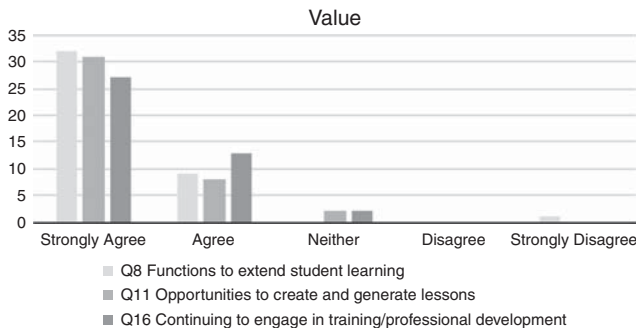 Value
35
30
25
20
15
10
5
0
Strongly Agree Agree Neither Disagree Strongly Disagree
Q8 Functions to extend student learning
Q11 Opportunities to create and generate lessons
Q16 Continuing to engage in training/professional development